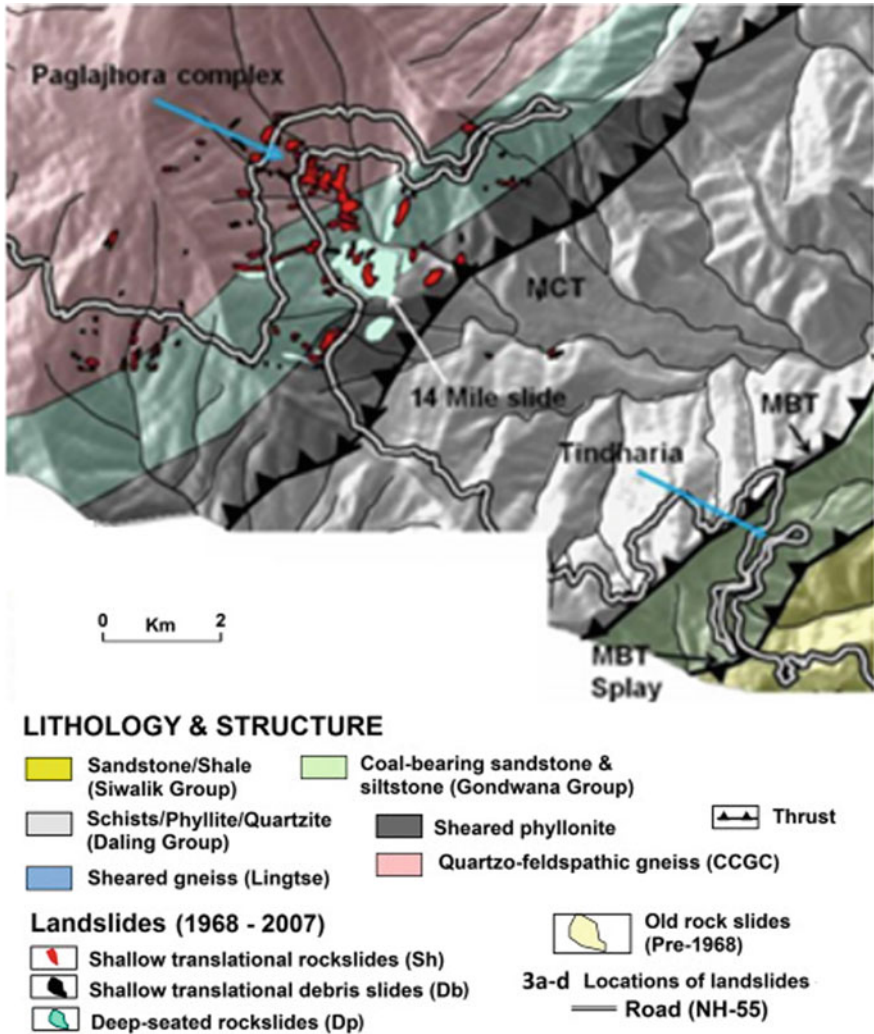 Paglajhora complex
MCT
14 Mile slide
MBT
Tindharia
MBT
Splay
0 Km 2
LITHOLOGY & STRUCTURE
Sandstone/Shale
(Siwalik Group)
Coal-bearing sandstone &
siltstone (Gondwana Group)
Schists/Phyllite/Quartzite
(Daling Group)
Sheared phyllonite
Thrust
Sheared gneiss (Lingtse)
Quartzo-feldspathic gneiss (CCGC)
Landslides (1968 - 2007)
Shallow translational rockslides (Sh)
Shallow translational debris slides (Db)
Deep-seated rockslides (Dp)
Old rock slides
(Pre-1968)
3a-d Locations of landslides
Road (NH-55)